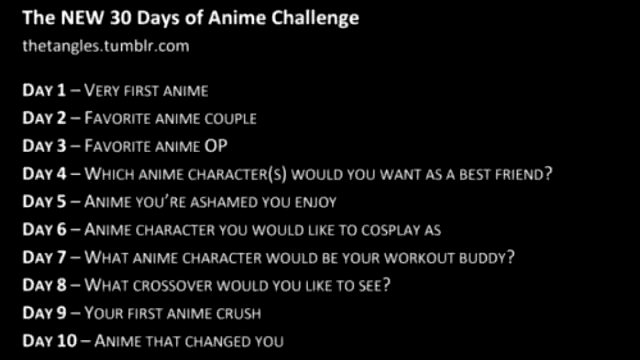 The NEW 30 Days of Anime Challenge
thetangles.tumblr.com
DAY 1 – VERY FIRST ANIME
DAY 2 – FAVORITE ANIME COUPLE
DAY 3 – FAVORITE ANIME OP
DAY 4 – WHICH ANIME CHARACTER(S) WOULD YOU WANT AS A BEST FRIEND?
DAY 5 – ANIME YOU'RE ASHAMED YOU ENJOY
DAY 6 – ANIME CHARACTER YOU WOULD LIKE TO COSPLAY AS
DAY 7 – WHAT ANIME CHARACTER WOULD BE YOUR WORKOUT BUDDY?
DAY 8 – WHAT CROSSOVER WOULD YOU LIKE TO SEE?
DAY 9 – YOUR FIRST ANIME CRUSH
DAY 10 – ANIME THAT CHANGED YOU